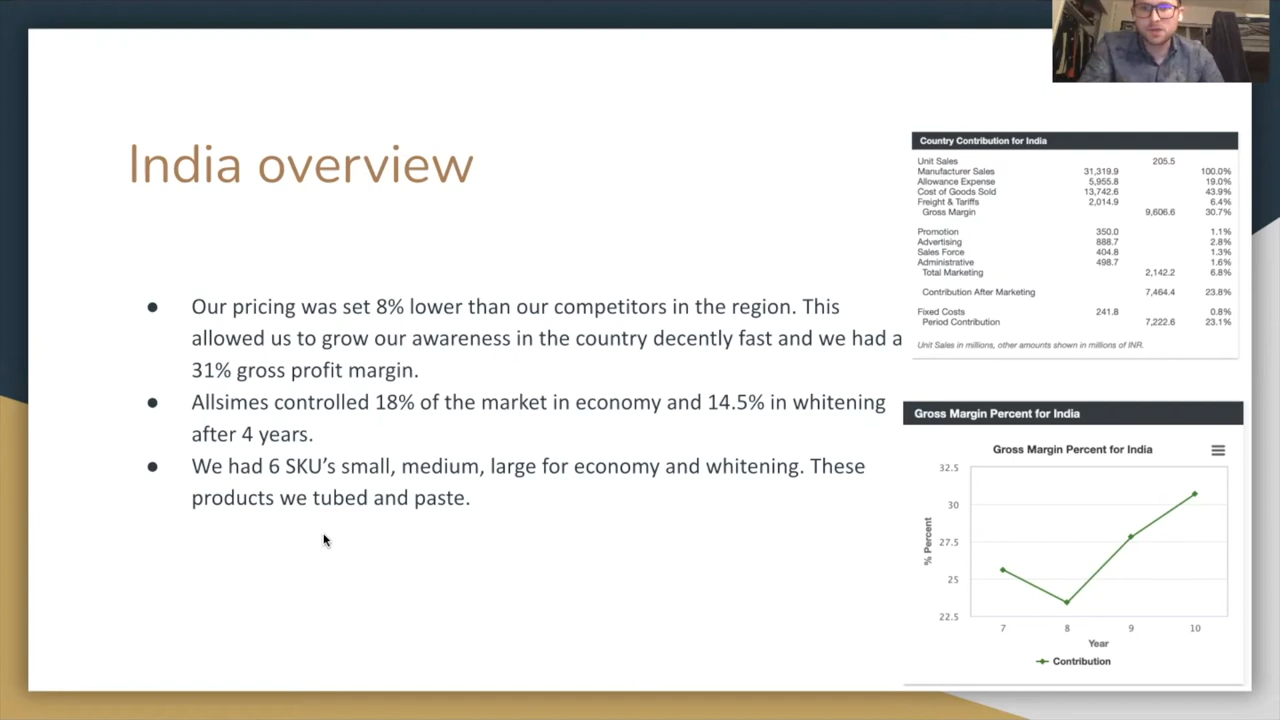 India overview
● Our pricing was set 8% lower than our competitors in the region. This
allowed us to grow our awareness in the country decently fast and we had a
31% gross profit margin.
● Allsimes controlled 18% of the market in economy and 14.5% in whitening
after 4 years.
● We had 6 SKU’s small, medium, large for economy and whitening. These
products we tubed and paste.
Country Contribution for India
Unit Sales 205.5
Manufacturer Sales 31,319.9 100.0%
Allowance Expense 5,955.8 19.0%
Cost of Goods Sold 13,742.6 43.9%
Freight & Tariffs 2,014.9 6.4%
Gross Margin 9,606.6 30.7%
Promotion 350.0 1.1%
Advertising 888.7 2.8%
Sales Force 404.8 1.3%
Administrative 498.7 1.6%
Total Marketing 2,142.2 6.8%
Contribution After Marketing 7,464.4 23.8%
Fixed Costs 241.8 0.8%
Period Contribution 7,222.6 23.1%
Unit Sales in millions, other amounts shown in millions of INR.
Gross Margin Percent for India
Gross Margin Percent for India
% Percent
32.5
30
27.5
25
22.5
7 8 9 10
Year
Contribution